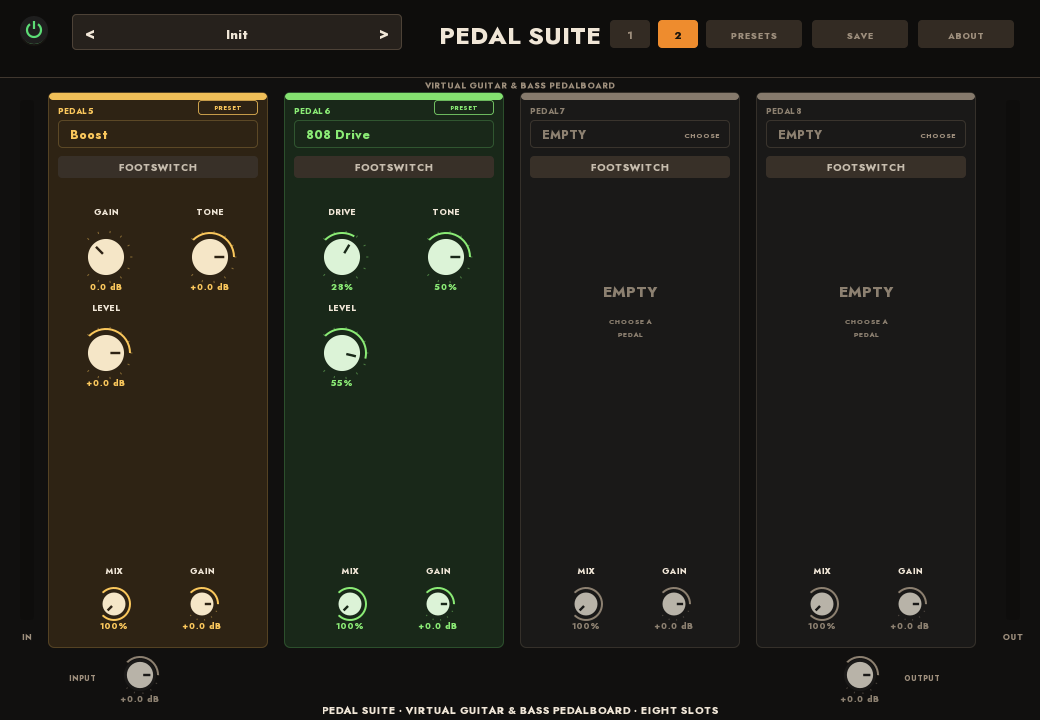 < Init > PEDAL SUITE 1 2 PRESETS SAVE ABOUT
VIRTUAL GUITAR & BASS PEDALBOARD
PEDAL 5 PRESET PEDAL 6 PRESET PEDAL 7 PEDAL 8
Boost 808 Drive EMPTY CHOOSE EMPTY CHOOSE
FOOTSWITCH FOOTSWITCH FOOTSWITCH FOOTSWITCH
GAIN TONE DRIVE TONE
0.0 dB +0.0 dB 28% 50%
EMPTY EMPTY
LEVEL LEVEL
CHOOSE A CHOOSE A
PEDAL PEDAL
+0.0 dB 55%
MIX GAIN MIX GAIN MIX GAIN MIX GAIN
100% +0.0 dB 100% +0.0 dB 100% +0.0 dB 100% +0.0 dB
IN OUT
INPUT OUTPUT
+0.0 dB +0.0 dB
PEDAL SUITE · VIRTUAL GUITAR & BASS PEDALBOARD · EIGHT SLOTS